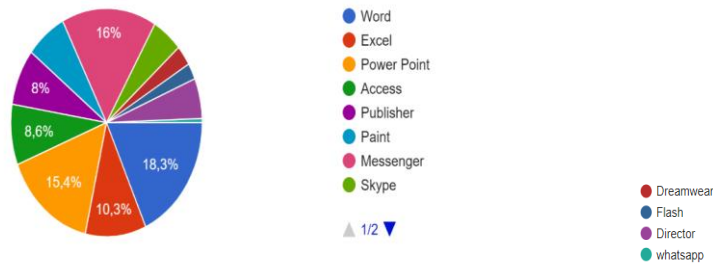 16%
8%
8,6%
15,4%
10,3%
18,3%
Word
Excel
Power Point
Access
Publisher
Paint
Messenger
Skype
1/2
Dreamwear
Flash
Director
whatsapp